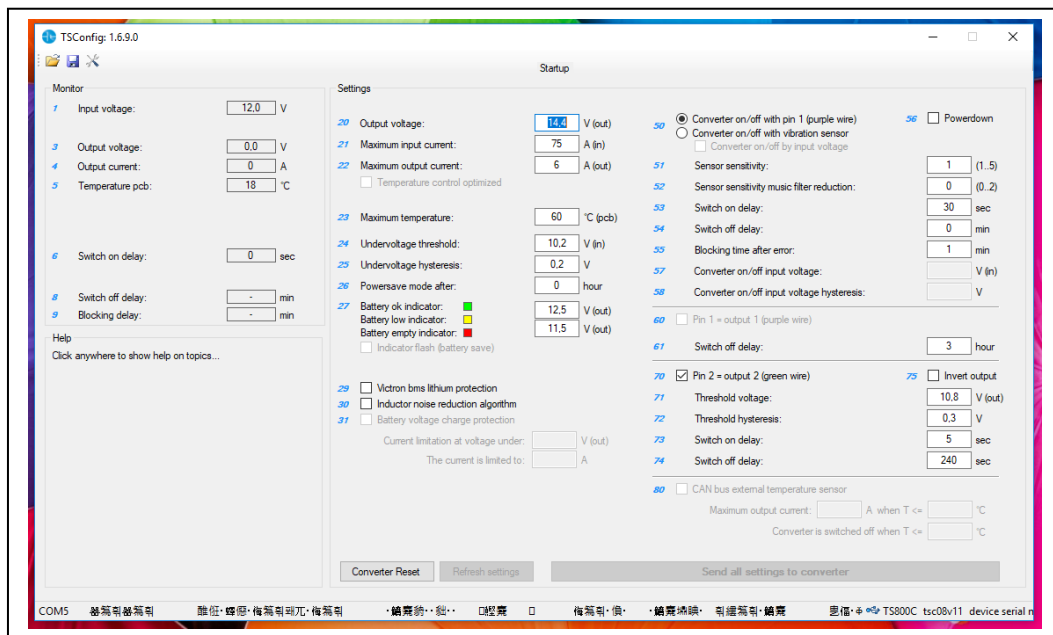 TSConfig: 1.6.9.0
Startup
Monitor
1 Input voltage: 12,0 V
3 Output voltage: 0,0 V
4 Output current: 0 A
5 Temperature pcb: 18 °C
6 Switch on delay: 0 sec
8 Switch off delay: - min
9 Blocking delay: - min
Help
Click anywhere to show help on topics...
Settings
20 Output voltage: 14,4 V (out)
21 Maximum input current: 75 A (in)
22 Maximum output current: 6 A (out)
Temperature control optimized
23 Maximum temperature: 60 °C (pcb)
24 Undervoltage threshold: 10,2 V (in)
25 Undervoltage hysteresis: 0,2 V
26 Powersave mode after: 0 hour
27 Battery ok indicator: 12,5 V (out)
Battery low indicator:
Battery empty indicator: 11,5 V (out)
Indicator flash (battery save)
29 Victron bms lithium protection
30 Inductor noise reduction algorithm
31 Battery voltage charge protection
Current limitation at voltage under: V (out)
The current is limited to: A
50 Converter on/off with pin 1 (purple wire)
Converter on/off with vibration sensor
Converter on/off by input voltage
56 Powerdown
51 Sensor sensitivity: 1 (1..5)
52 Sensor sensitivity music filter reduction: 0 (0..2)
53 Switch on delay: 30 sec
54 Switch off delay: 0 min
55 Blocking time after error: 1 min
57 Converter on/off input voltage: V (in)
58 Converter on/off input voltage hysteresis: V
60 Pin 1 = output 1 (purple wire)
61 Switch off delay: 3 hour
70 Pin 2 = output 2 (green wire) 75 Invert output
71 Threshold voltage: 10,8 V (out)
72 Threshold hysteresis: 0,3 V
73 Switch on delay: 5 sec
74 Switch off delay: 240 sec
80 CAN bus external temperature sensor
Maximum output current: A when T <= °C
Converter is switched off when T <= °C
Converter Reset
Refresh settings
Send all settings to converter
COM5 TS800C tsc08v11 device serial